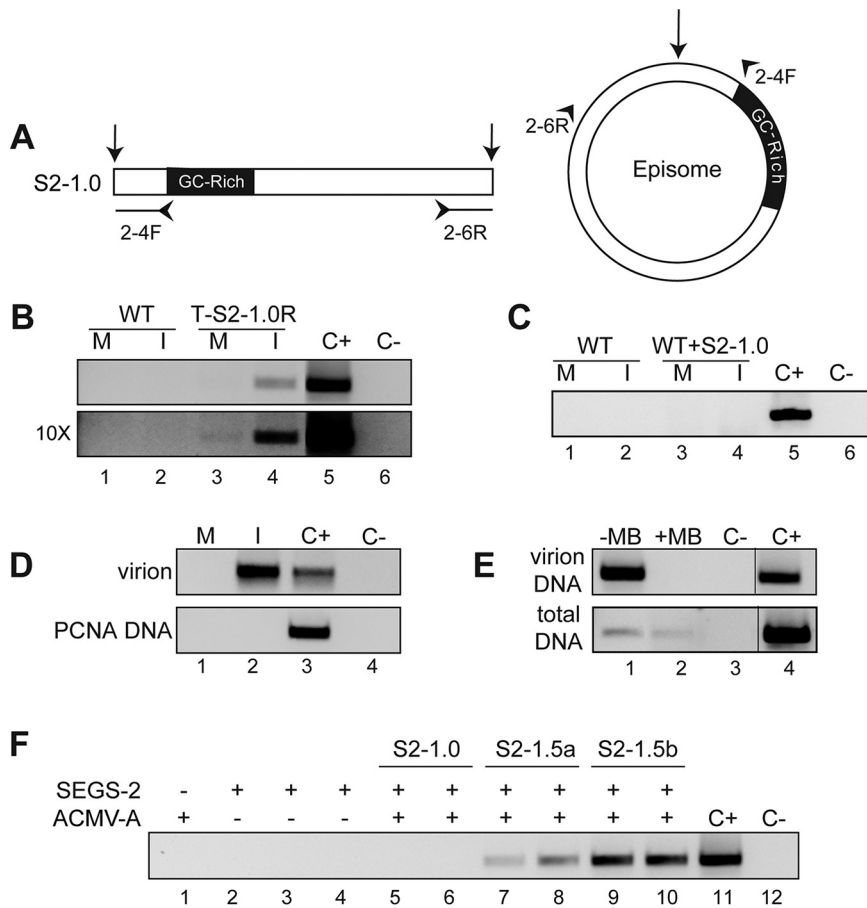 A
S2-1.0
GC-Rich
2-4F
2-6R
2-4F
2-6R
GC-Rich
Episome
B
WT T-S2-1.0R
M I M I C+ C-
10X
1 2 3 4 5 6
C
WT WT+S2-1.0
M I M I C+ C-
1 2 3 4 5 6
D
M I C+ C-
virion
PCNA DNA
1 2 3 4
E
-MB +MB C- C+
virion
DNA
total
DNA
1 2 3 4
F
S2-1.0 S2-1.5a S2-1.5b
SEGS-2 - + + + + + + + + +
ACMV-A + - - - + + + + + + C+ C-
1 2 3 4 5 6 7 8 9 10 11 12